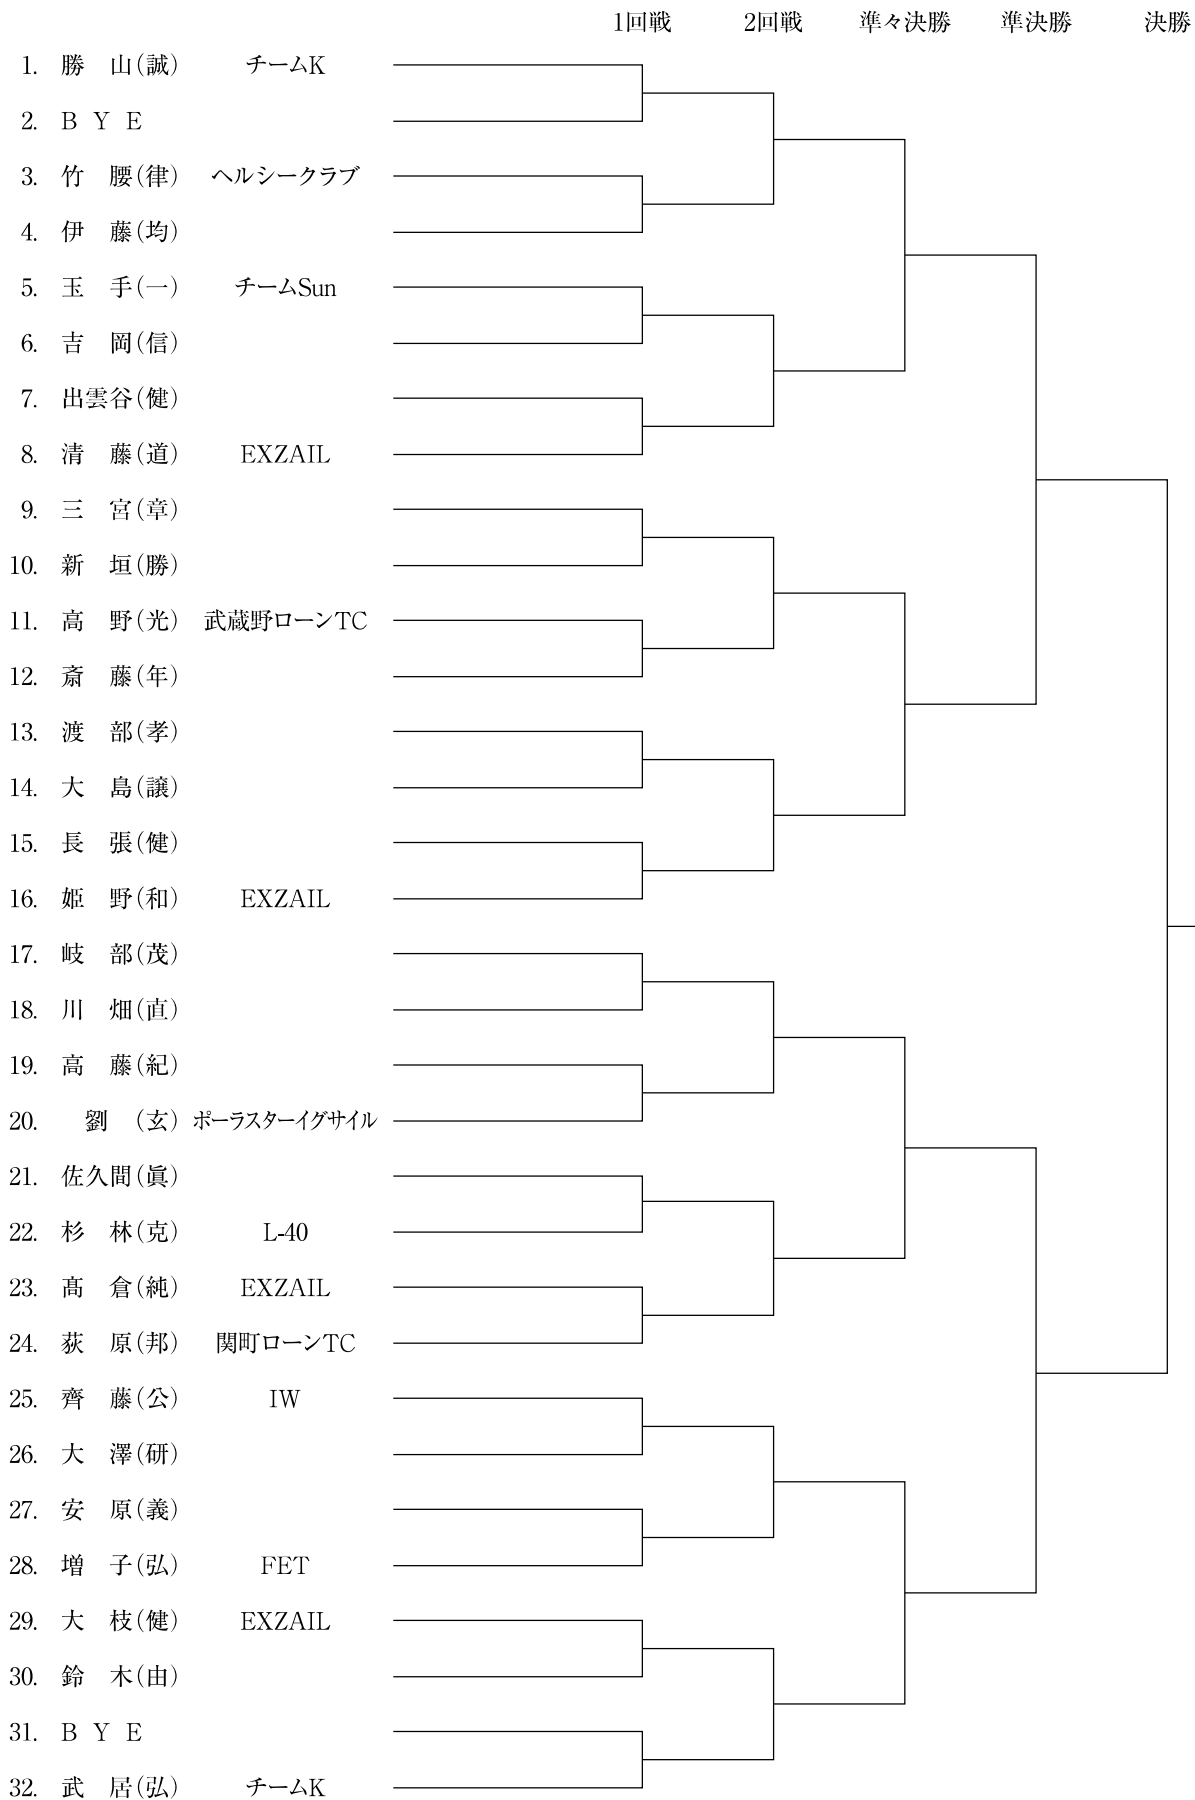 1回戦 2回戦 準々決勝 準決勝 決勝
1. 勝 山(誠) チームK
2. B Y E
3. 竹 腰(律) ヘルシークラブ
4. 伊 藤(均)
5. 玉 手(一) チームSun
6. 吉 岡(信)
7. 出雲谷(健)
8. 清 藤(道) EXZAIL
9. 三 宮(章)
10. 新 垣(勝)
11. 高 野(光) 武蔵野ローンTC
12. 斎 藤(年)
13. 渡 部(孝)
14. 大 島(譲)
15. 長 張(健)
16. 姫 野(和) EXZAIL
17. 岐 部(茂)
18. 川 畑(直)
19. 高 藤(紀)
20. 劉 (玄) ポーラスターイグサイル
21. 佐久間(眞)
22. 杉 林(克) L-40
23. 髙 倉(純) EXZAIL
24. 荻 原(邦) 関町ローンTC
25. 齊 藤(公) IW
26. 大 澤(研)
27. 安 原(義)
28. 増 子(弘) FET
29. 大 枝(健) EXZAIL
30. 鈴 木(由)
31. B Y E
32. 武 居(弘) チームK